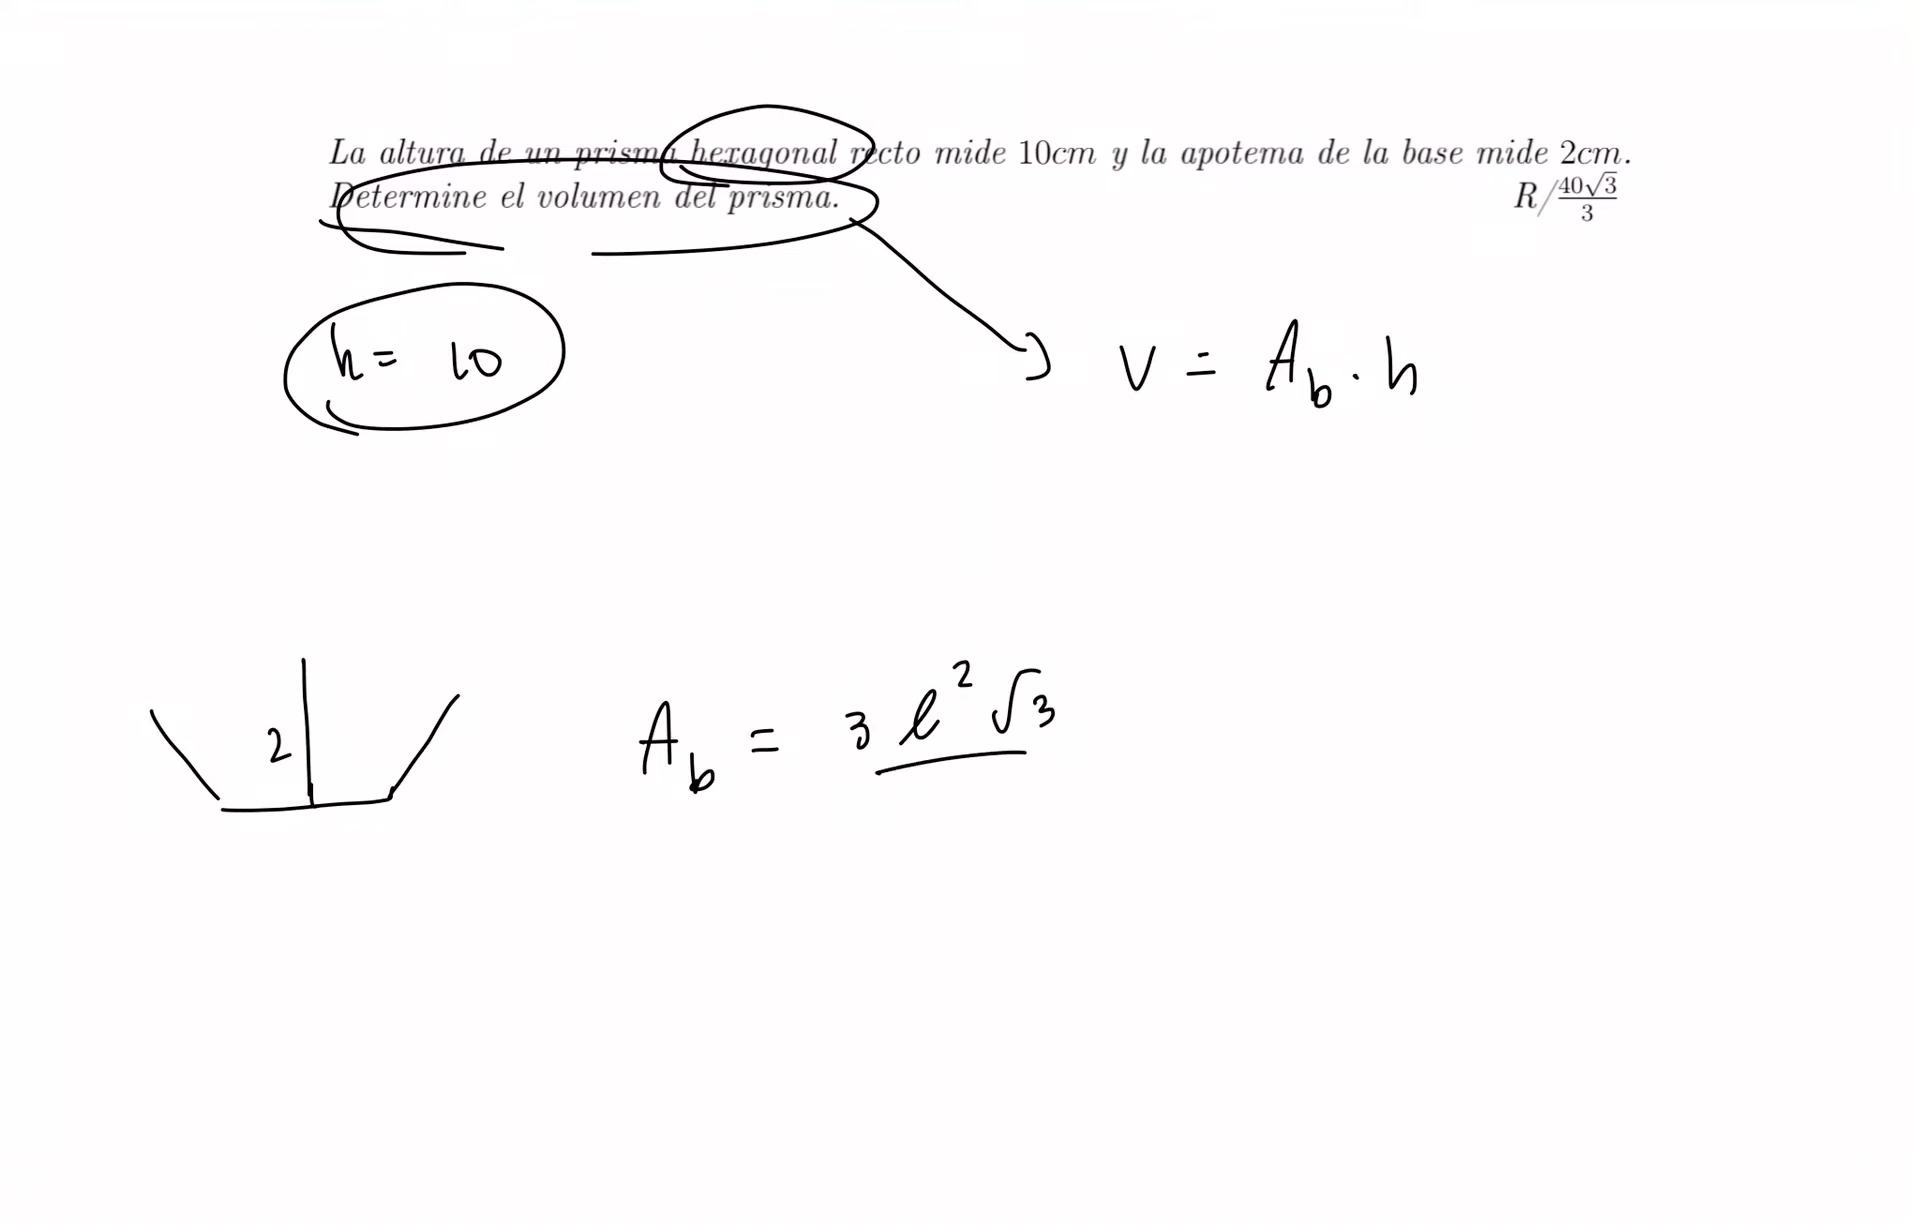 La altura de un prisma hexagonal recto mide 10cm y la apotema de la base mide 2cm.
Determine el volumen del prisma. R/ 40√3/3
h = 10
V = A_b · h
2
A_b = 3 l² √3